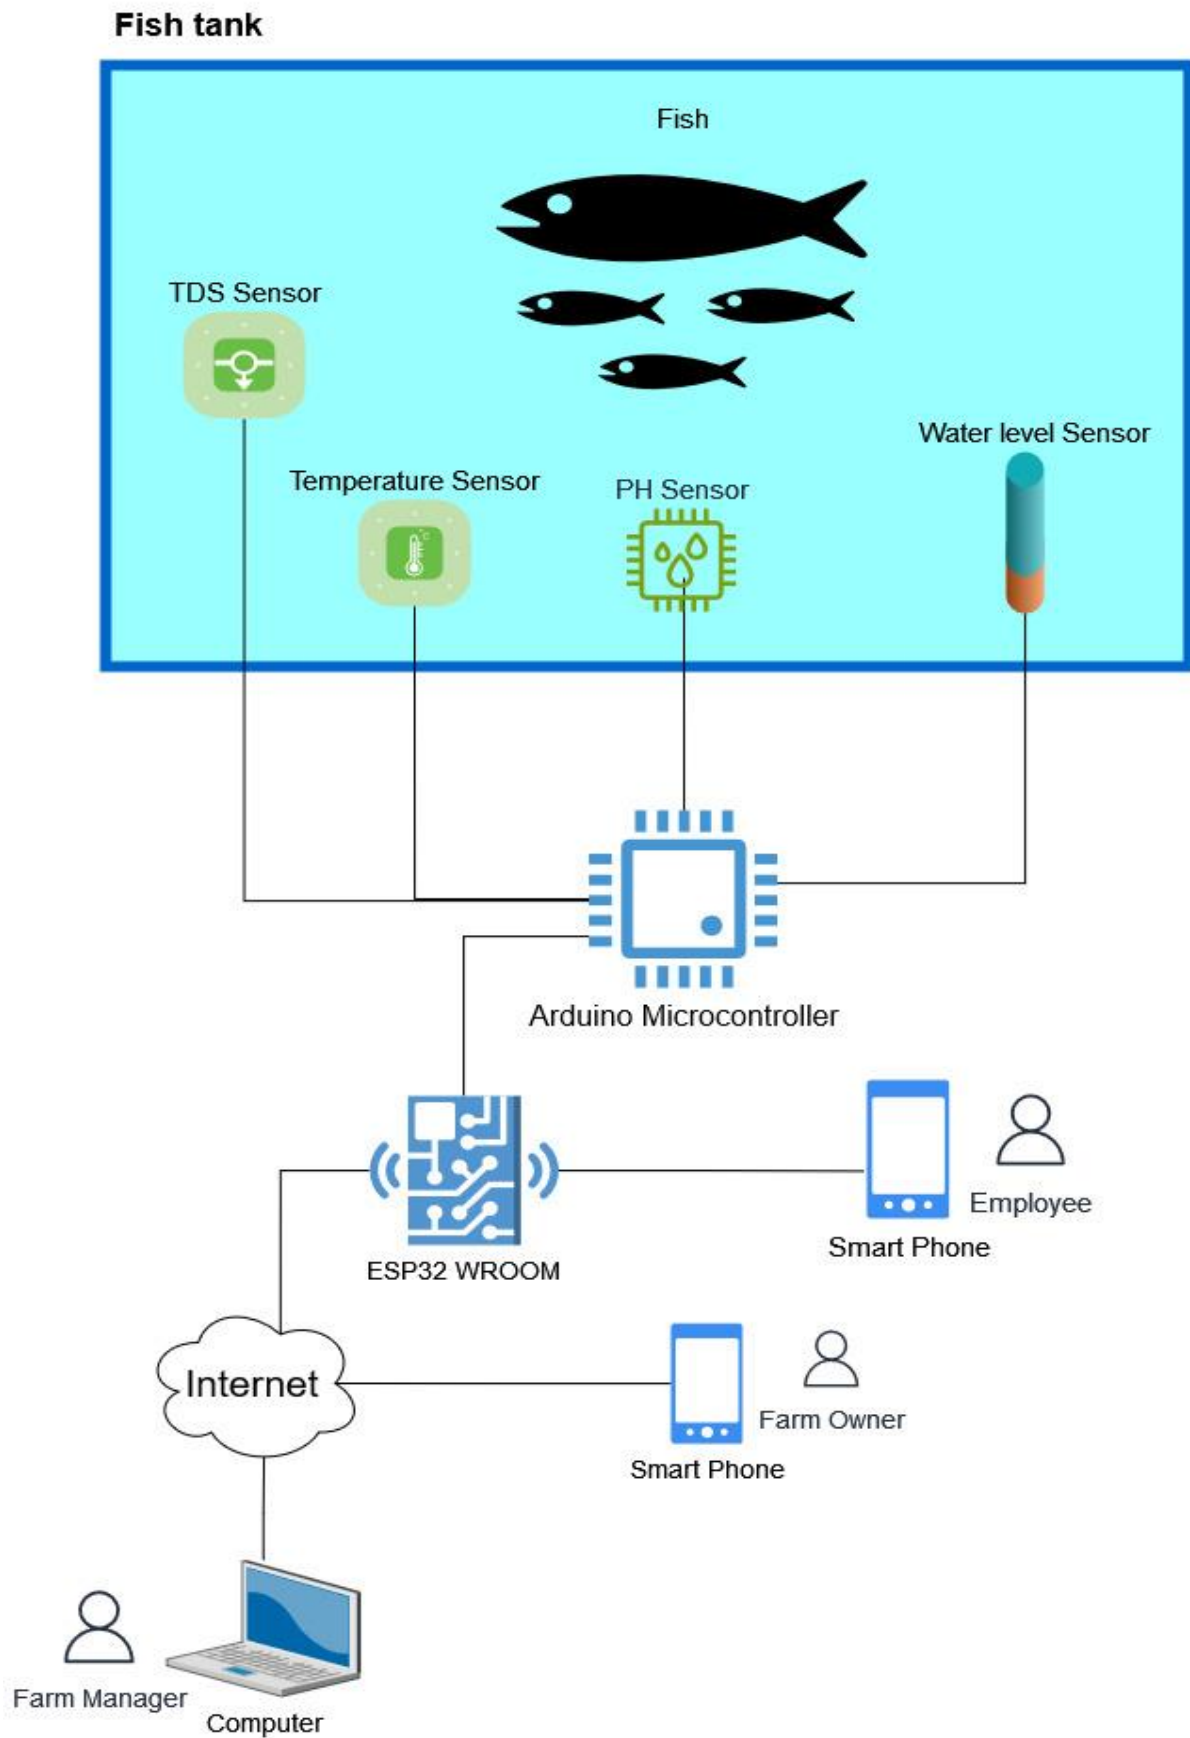 Fish tank
Fish
TDS Sensor
Water level Sensor
Temperature Sensor
PH Sensor
Arduino Microcontroller
Employee
Smart Phone
ESP32 WROOM
Internet
Farm Owner
Smart Phone
Farm Manager
Computer